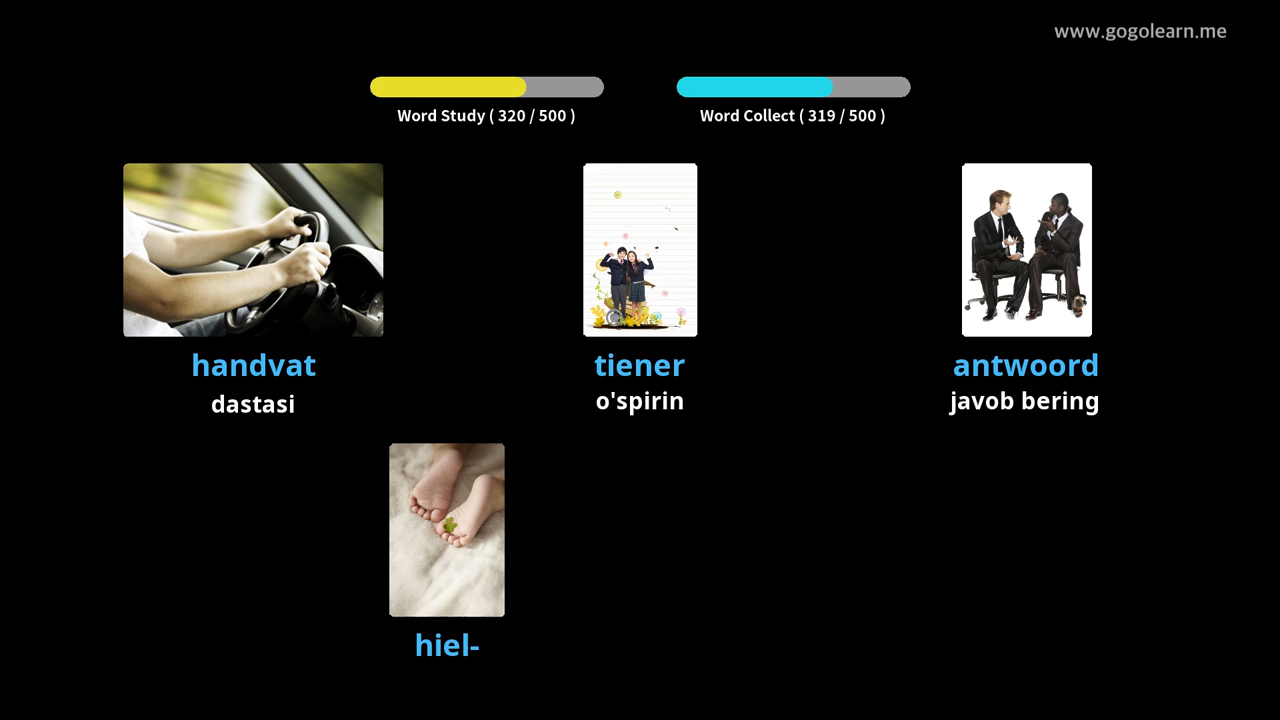 www.gogolearn.me
Word Study ( 320 / 500 )
Word Collect ( 319 / 500 )
handvat
dastasi
tiener
o'spirin
antwoord
javob bering
hiel-